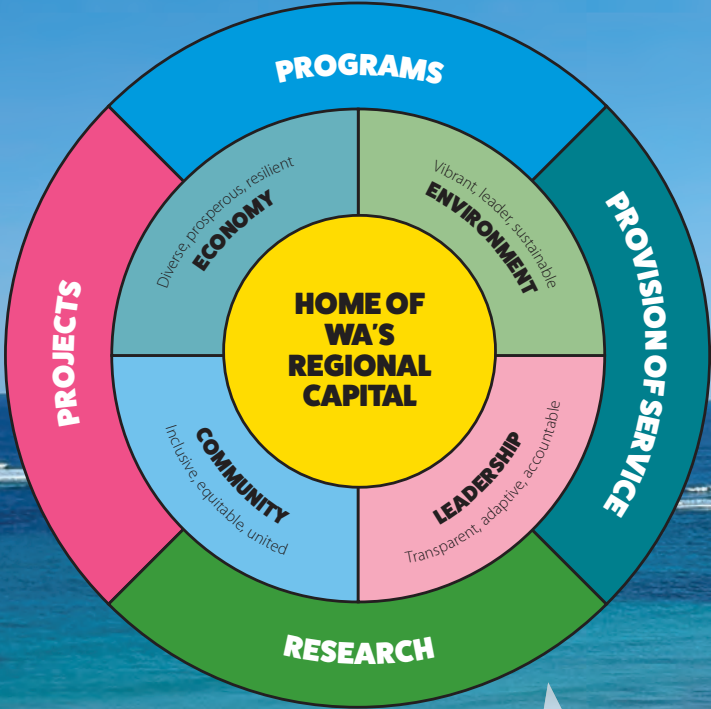 PROGRAMS
Diverse, prosperous, resilient
ECONOMY
Vibrant, leader, sustainable
ENVIRONMENT
PROJECTS
HOME OF
WA'S
REGIONAL
CAPITAL
PROVISION OF SERVICE
COMMUNITY
Inclusive, equitable, united
LEADERSHIP
Transparent, adaptive, accountable
RESEARCH